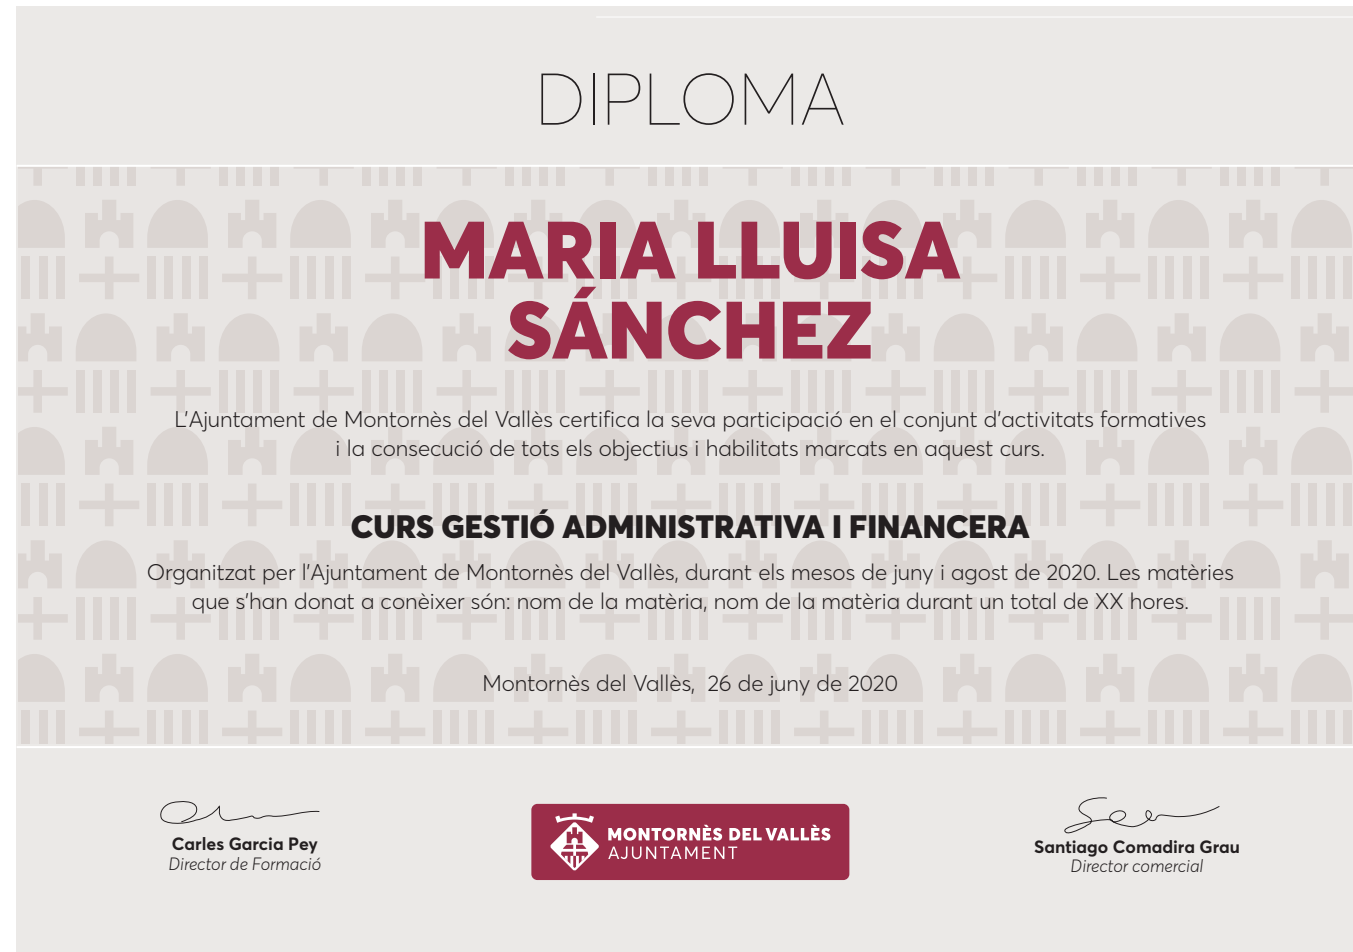 DIPLOMA
MARIA LLUISA
SÁNCHEZ
L'Ajuntament de Montornès del Vallès certifica la seva participació en el conjunt d'activitats formatives
i la consecució de tots els objectius i habilitats marcats en aquest curs.
CURS GESTIÓ ADMINISTRATIVA I FINANCERA
Organitzat per l'Ajuntament de Montornès del Vallès, durant els mesos de juny i agost de 2020. Les matèries
que s'han donat a conèixer són: nom de la matèria, nom de la matèria durant un total de XX hores.
Montornès del Vallès, 26 de juny de 2020
Carles Garcia Pey
Director de Formació
MONTORNÈS DEL VALLÈS
AJUNTAMENT
Santiago Comadira Grau
Director comercial